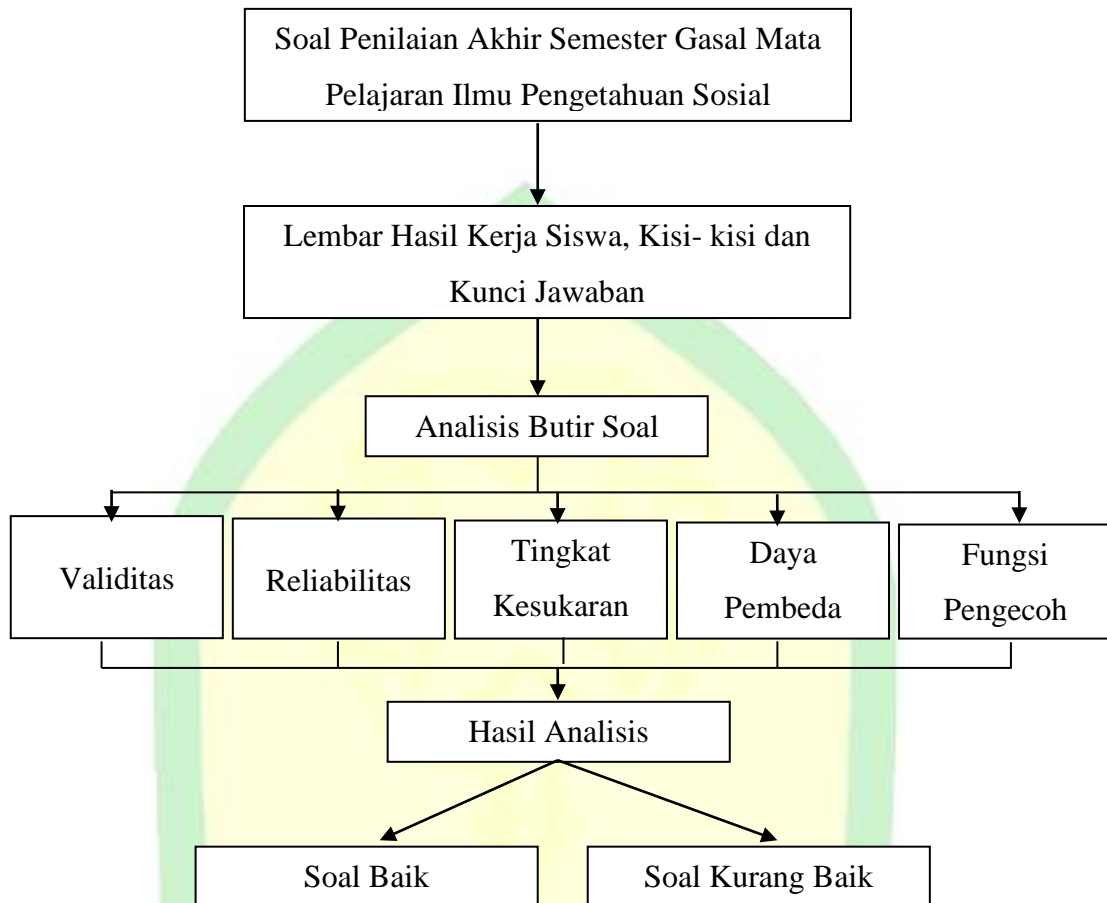 Soal Penilaian Akhir Semester Gasal Mata
Pelajaran Ilmu Pengetahuan Sosial
Lembar Hasil Kerja Siswa, Kisi- kisi dan
Kunci Jawaban
Analisis Butir Soal
Validitas
Reliabilitas
Tingkat
Kesukaran
Daya
Pembeda
Fungsi
Pengecoh
Hasil Analisis
Soal Baik
Soal Kurang Baik